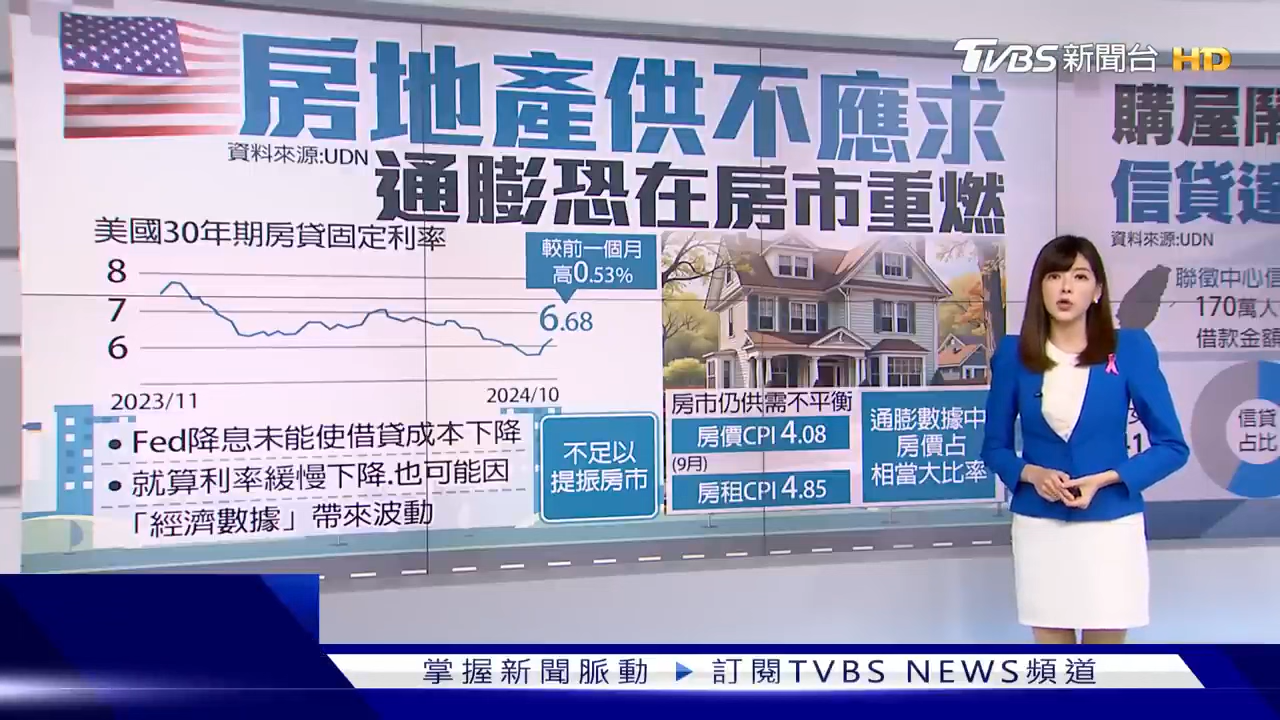 TVBS新聞台 HD
房地產供不應求
資料來源:UDN
通膨恐在房市重燃
美國30年期房貸固定利率
較前一個月
高0.53%
8
7
6
6.68
2023/11
2024/10
• Fed降息未能使借貸成本下降
• 就算利率緩慢下降.也可能因
「經濟數據」帶來波動
不足以
提振房市
房市仍供需不平衡
房價CPI 4.08
(9月)
房租CPI 4.85
通膨數據中
房價占
相當大比率
購屋
信貸達
資料來源:UDN
聯徵中心信
170萬人
借款金額
信貸
占比
掌握新聞脈動 訂閱TVBS NEWS頻道